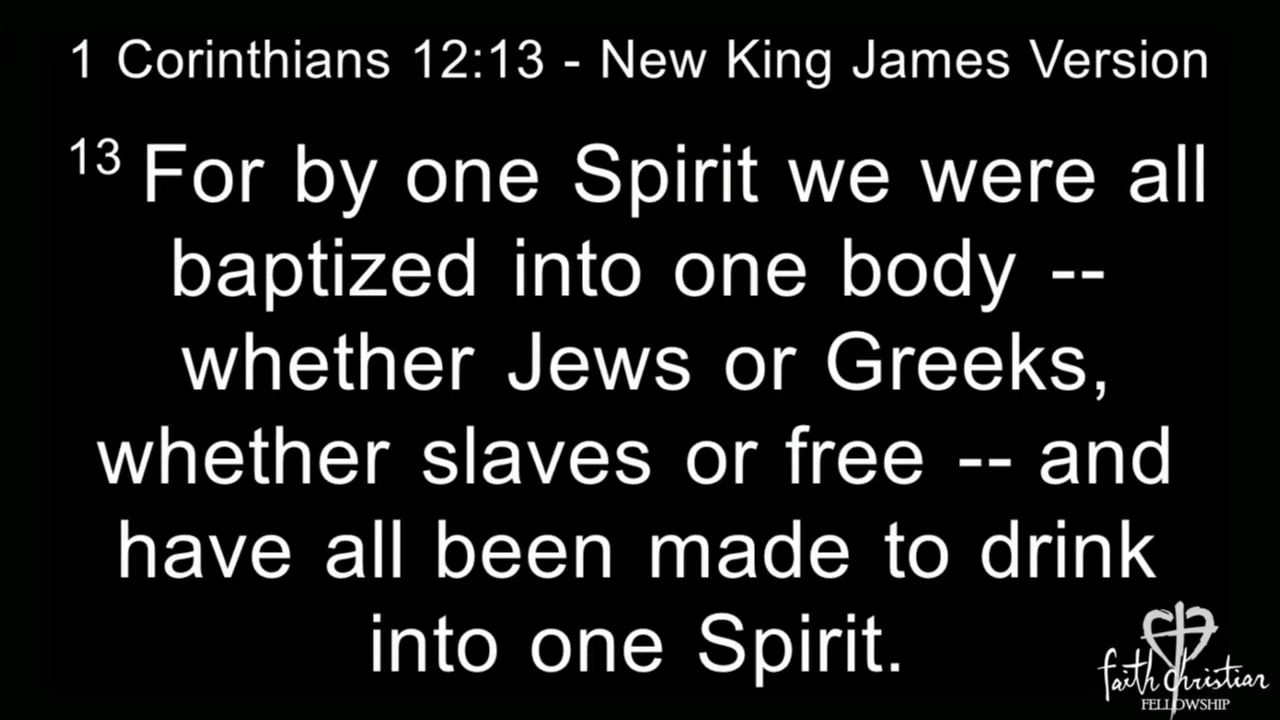 1 Corinthians 12:13 - New King James Version
13 For by one Spirit we were all
baptized into one body --
whether Jews or Greeks,
whether slaves or free -- and
have all been made to drink
into one Spirit.
faith Christian
FELLOWSHIP